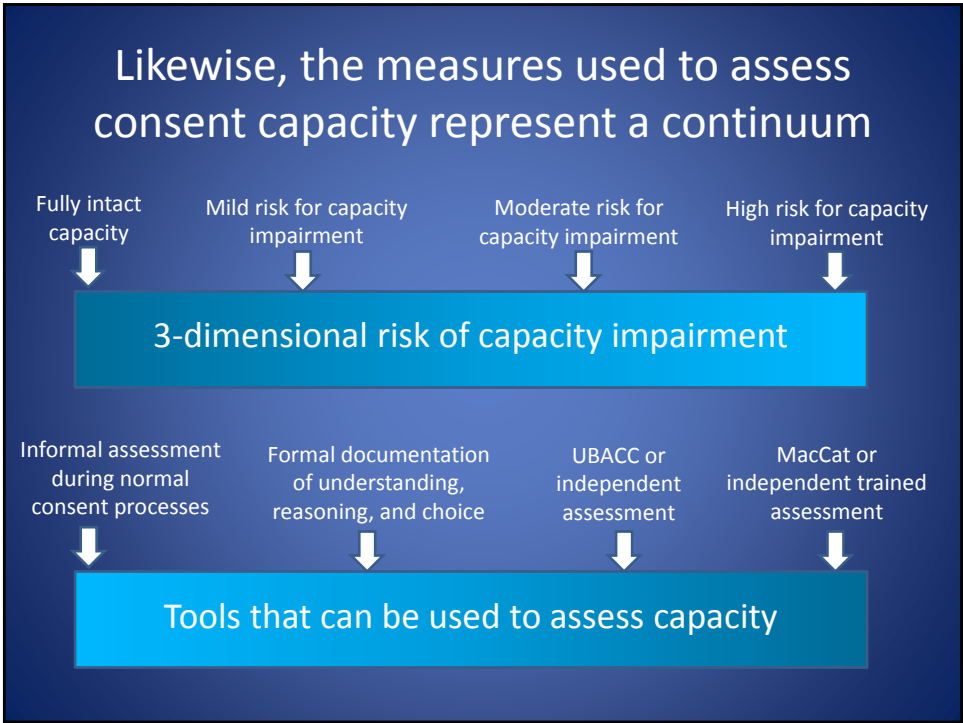 Likewise, the measures used to assess
consent capacity represent a continuum
Fully intact
capacity
Mild risk for capacity
impairment
Moderate risk for
capacity impairment
High risk for capacity
impairment
3-dimensional risk of capacity impairment
Informal assessment
during normal
consent processes
Formal documentation
of understanding,
reasoning, and choice
UBACC or
independent
assessment
MacCat or
independent trained
assessment
Tools that can be used to assess capacity